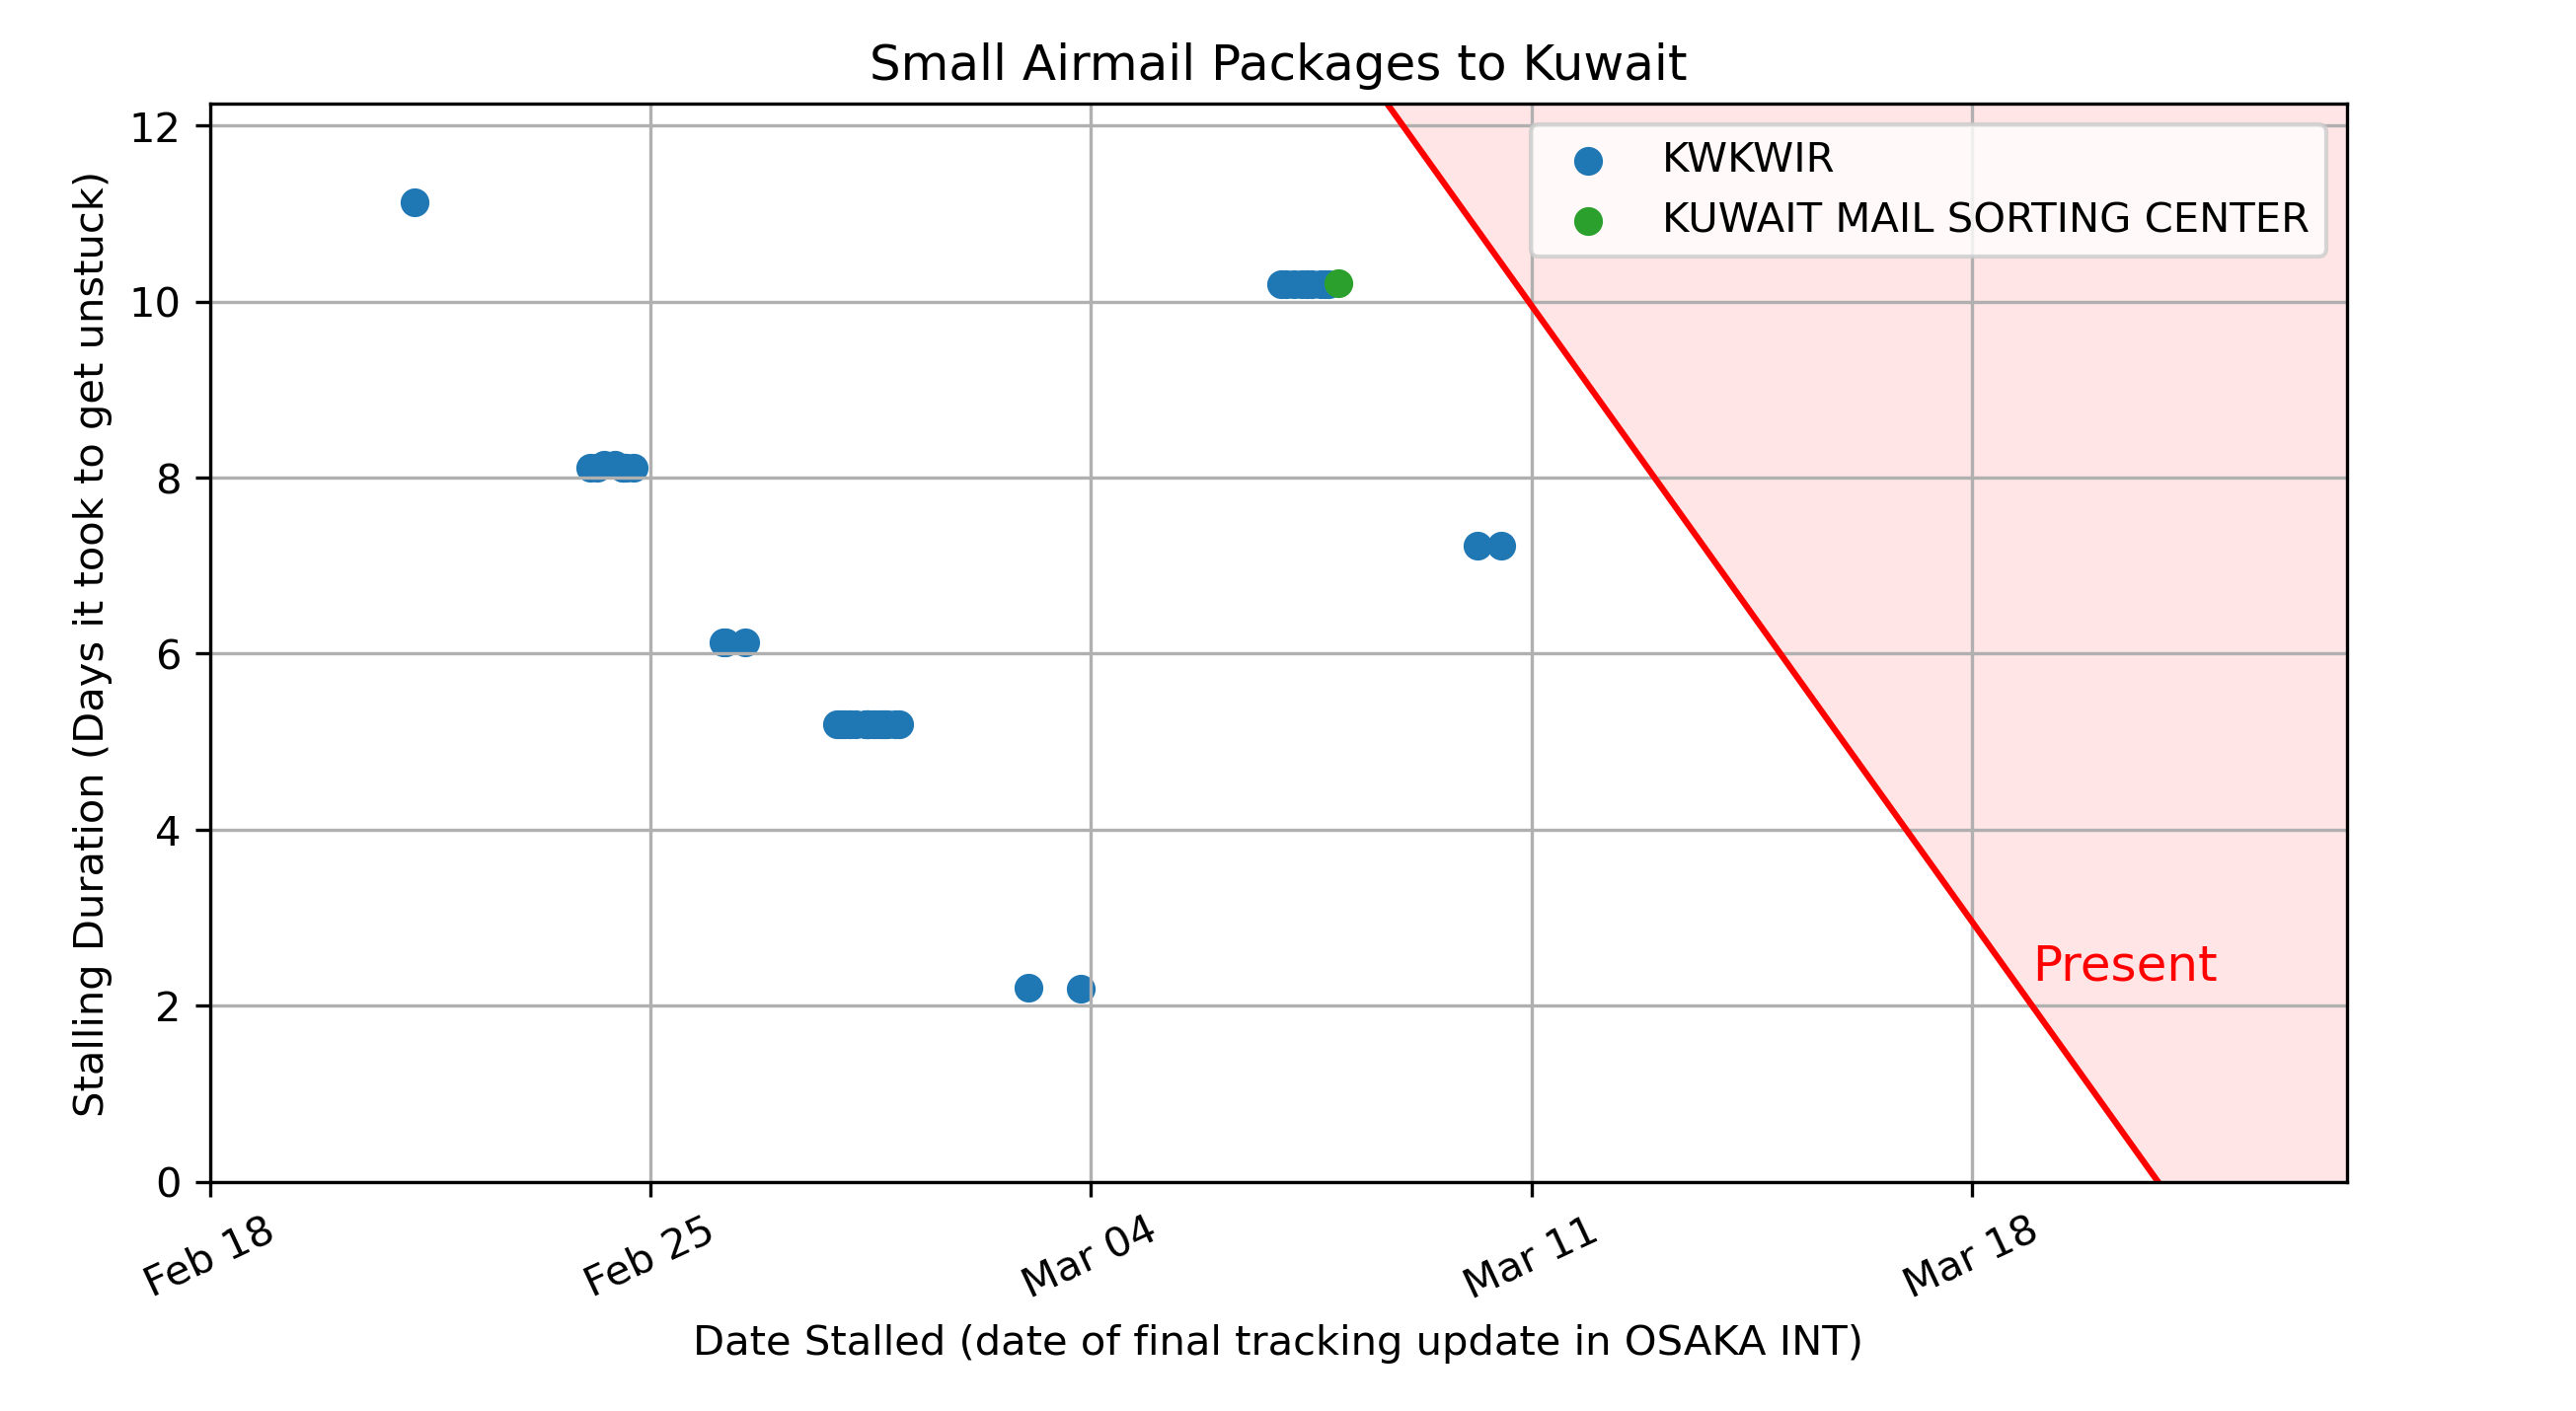 Small Airmail Packages to Kuwait
12
10
8
6
4
2
0
Stalling Duration (Days it took to get unstuck)
KWKWIR
KUWAIT MAIL SORTING CENTER
Present
Feb 18
Feb 25
Mar 04
Mar 11
Mar 18
Date Stalled (date of final tracking update in OSAKA INT)